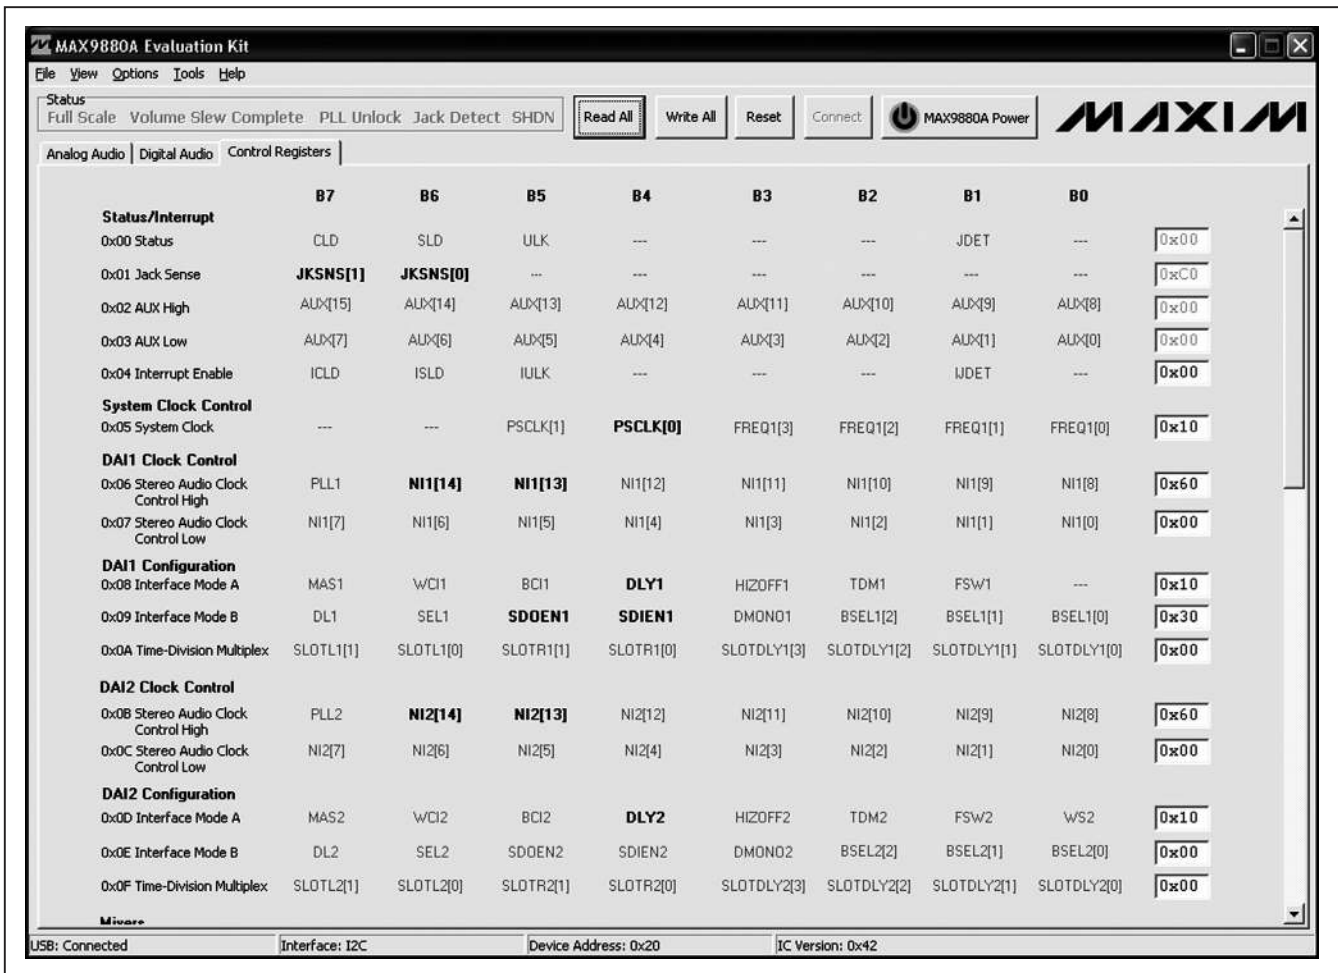 MAX9880A Evaluation Kit
File View Options Tools Help
Status
Full Scale Volume Slew Complete PLL Unlock Jack Detect SHDN Read All Write All Reset Connect MAX9880A Power MAXIM
Analog Audio Digital Audio Control Registers
B7 B6 B5 B4 B3 B2 B1 B0
Status/Interrupt
0x00 Status CLD SLD ULK --- --- --- JDET --- 0x00
0x01 Jack Sense JKSNS[1] JKSNS[0] --- --- --- --- --- --- 0xC0
0x02 AUX High AUX[15] AUX[14] AUX[13] AUX[12] AUX[11] AUX[10] AUX[9] AUX[8] 0x00
0x03 AUX Low AUX[7] AUX[6] AUX[5] AUX[4] AUX[3] AUX[2] AUX[1] AUX[0] 0x00
0x04 Interrupt Enable ICLD ISLD IULK --- --- --- IJDET --- 0x00
System Clock Control
0x05 System Clock --- --- PSCLK[1] PSCLK[0] FREQ1[3] FREQ1[2] FREQ1[1] FREQ1[0] 0x10
DAI1 Clock Control
0x06 Stereo Audio Clock PLL1 NI1[14] NI1[13] NI1[12] NI1[11] NI1[10] NI1[9] NI1[8] 0x60
Control High
0x07 Stereo Audio Clock NI1[7] NI1[6] NI1[5] NI1[4] NI1[3] NI1[2] NI1[1] NI1[0] 0x00
Control Low
DAI1 Configuration
0x08 Interface Mode A MAS1 WCI1 BCI1 DLY1 HIZOFF1 TDM1 FSW1 --- 0x10
0x09 Interface Mode B DL1 SEL1 SDOEN1 SDIEN1 DMONO1 BSEL1[2] BSEL1[1] BSEL1[0] 0x30
0x0A Time-Division Multiplex SLOTL1[1] SLOTL1[0] SLOTR1[1] SLOTR1[0] SLOTDLY1[3] SLOTDLY1[2] SLOTDLY1[1] SLOTDLY1[0] 0x00
DAI2 Clock Control
0x0B Stereo Audio Clock PLL2 NI2[14] NI2[13] NI2[12] NI2[11] NI2[10] NI2[9] NI2[8] 0x60
Control High
0x0C Stereo Audio Clock NI2[7] NI2[6] NI2[5] NI2[4] NI2[3] NI2[2] NI2[1] NI2[0] 0x00
Control Low
DAI2 Configuration
0x0D Interface Mode A MAS2 WCI2 BCI2 DLY2 HIZOFF2 TDM2 FSW2 WS2 0x10
0x0E Interface Mode B DL2 SEL2 SDOEN2 SDIEN2 DMONO2 BSEL2[2] BSEL2[1] BSEL2[0] 0x00
0x0F Time-Division Multiplex SLOTL2[1] SLOTL2[0] SLOTR2[1] SLOTR2[0] SLOTDLY2[3] SLOTDLY2[2] SLOTDLY2[1] SLOTDLY2[0] 0x00
Mixers
USB: Connected Interface: I2C Device Address: 0x20 IC Version: 0x42